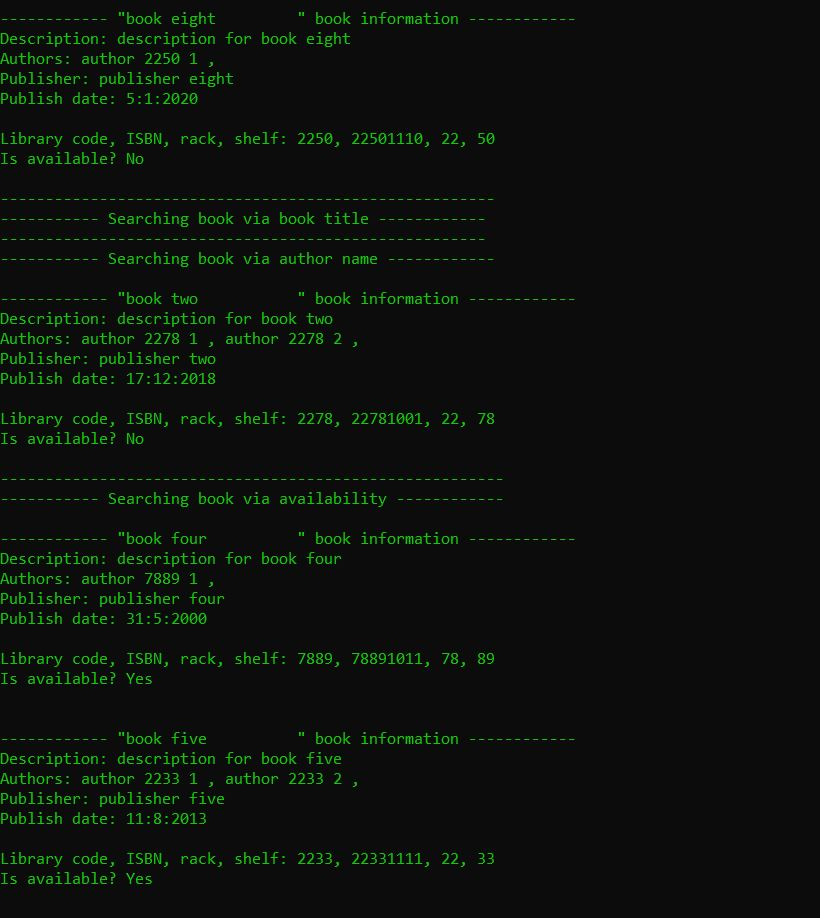 ------------ "book eight         " book information ------------
Description: description for book eight
Authors: author 2250 1 ,
Publisher: publisher eight
Publish date: 5:1:2020
Library code, ISBN, rack, shelf: 2250, 22501110, 22, 50
Is available? No
-------------------------------------------------------
----------- Searching book via book title ------------
------------------------------------------------------
----------- Searching book via author name ------------
------------ "book two           " book information ------------
Description: description for book two
Authors: author 2278 1 , author 2278 2 ,
Publisher: publisher two
Publish date: 17:12:2018
Library code, ISBN, rack, shelf: 2278, 22781001, 22, 78
Is available? No
--------------------------------------------------------
----------- Searching book via availability ------------
------------ "book four          " book information ------------
Description: description for book four
Authors: author 7889 1 ,
Publisher: publisher four
Publish date: 31:5:2000
Library code, ISBN, rack, shelf: 7889, 78891011, 78, 89
Is available? Yes
------------ "book five          " book information ------------
Description: description for book five
Authors: author 2233 1 , author 2233 2 ,
Publisher: publisher five
Publish date: 11:8:2013
Library code, ISBN, rack, shelf: 2233, 22331111, 22, 33
Is available? Yes